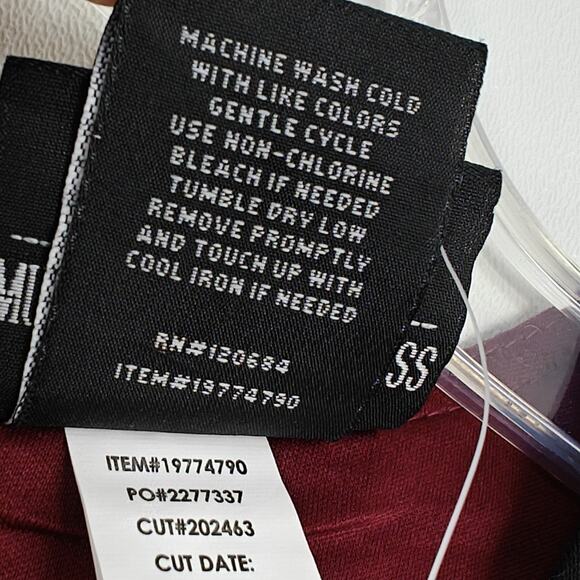 MACHINE WASH COLD
WITH LIKE COLORS
GENTLE CYCLE
USE NON-CHLORINE
BLEACH IF NEEDED
TUMBLE DRY LOW
REMOVE PROMPTLY
AND TOUCH UP WITH
COOL IRON IF NEEDED
RN#120694
ITEM#19774790
SS
ITEM#19774790
PO#2277337
CUT#202463
CUT DATE: